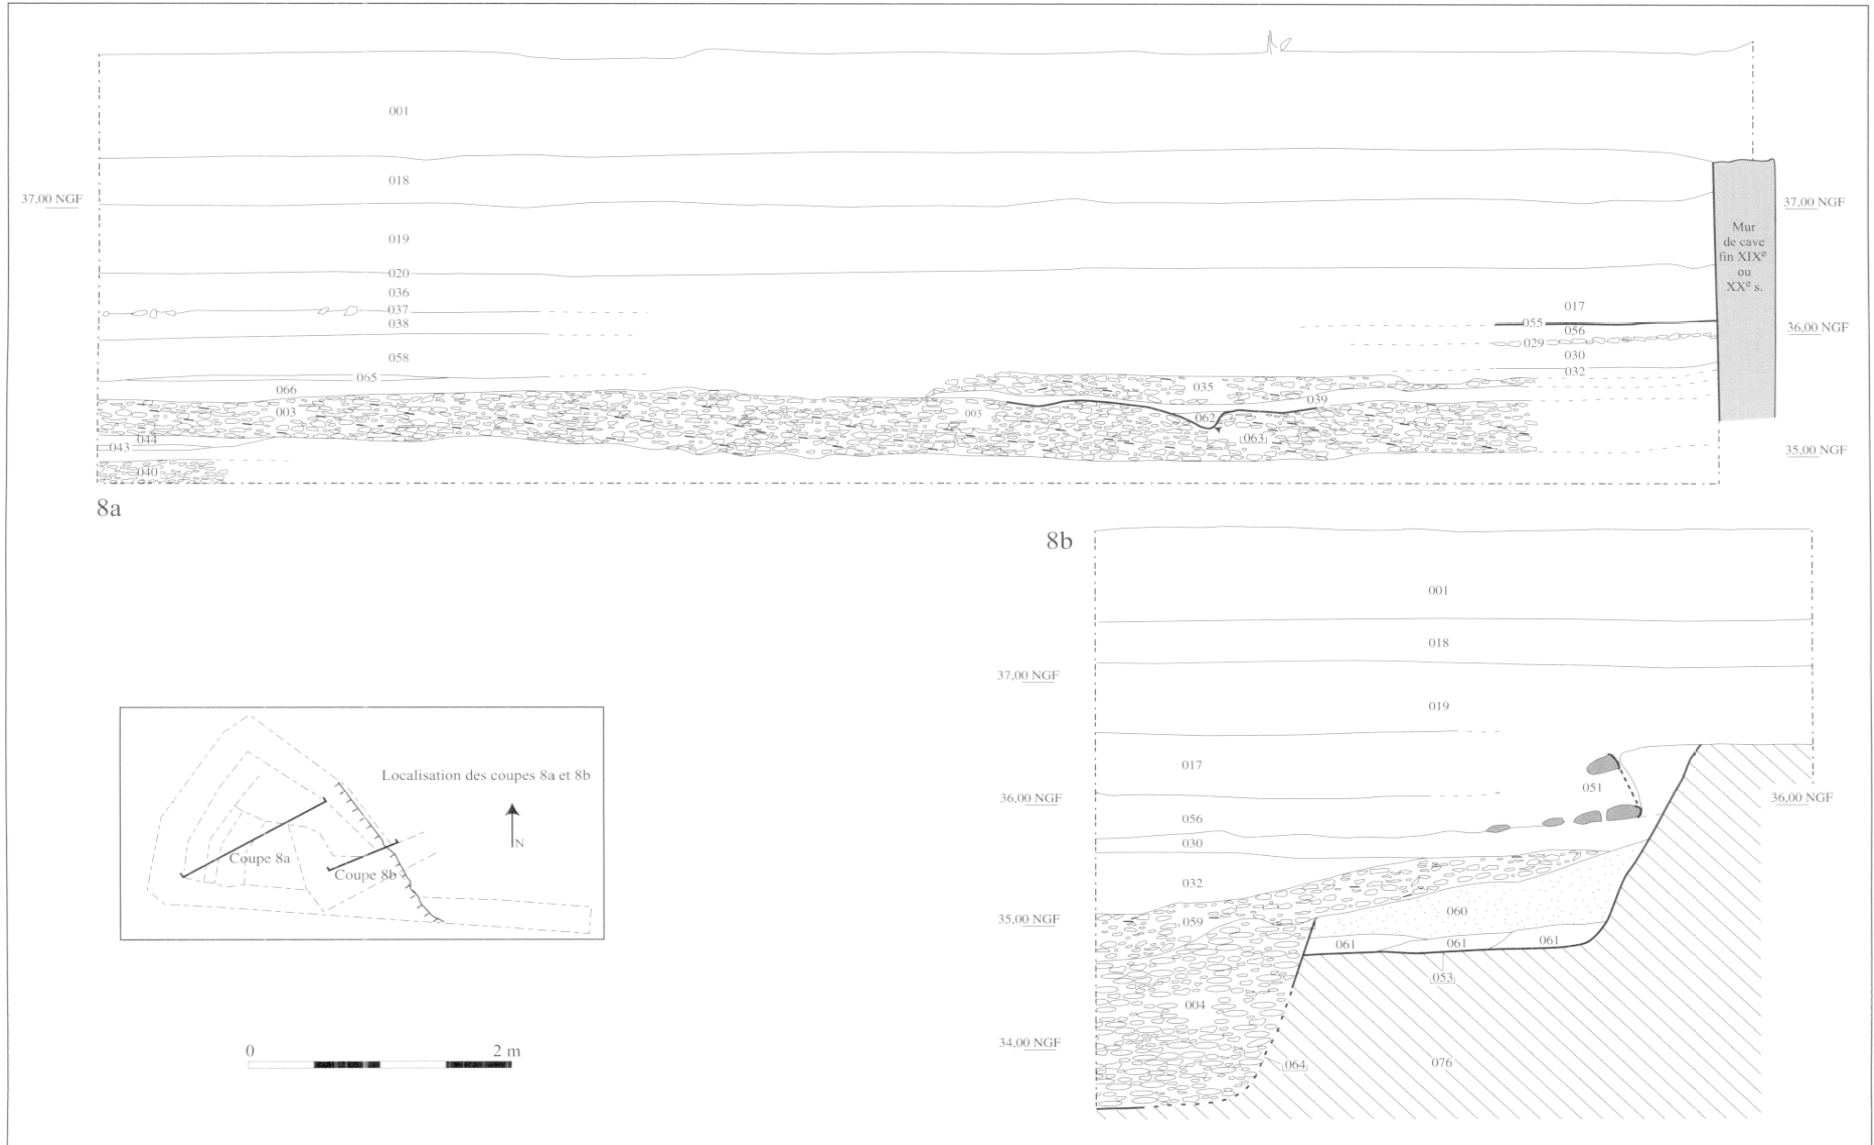 001
018
37,00 NGF
37,00 NGF
019
Mur
de cave
fin XIXe
ou
XXe s.
020
036
037
038
017
055
056
36,00 NGF
029
058
030
065
032
066
035
003
003
039
062
063
044
043
35,00 NGF
040
8a
8b
001
018
37,00 NGF
019
017
051
36,00 NGF
36,00 NGF
056
030
032
35,00 NGF
059
060
061
061
061
053
004
34,00 NGF
064
076
Localisation des coupes 8a et 8b
N
Coupe 8a
Coupe 8b
0
2 m